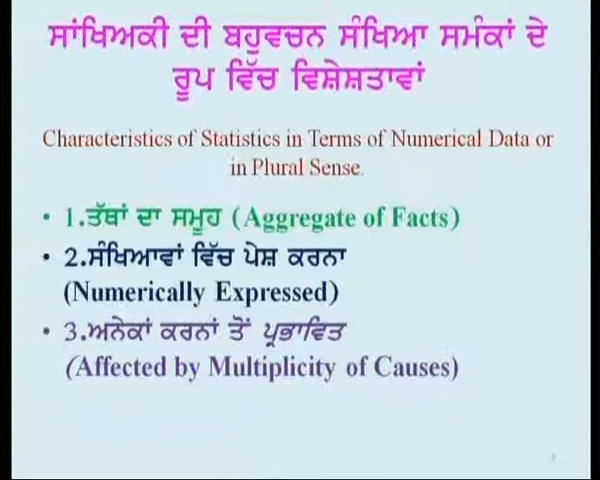 ਸਾਂਖਿਅਕੀ ਦੀ ਬਹੁਵਚਨ ਸੰਖਿਆ ਸਮੰਕਾਂ ਦੇ
ਰੂਪ ਵਿੱਚ ਵਿਸ਼ੇਸ਼ਤਾਵਾਂ
Characteristics of Statistics in Terms of Numerical Data or
in Plural Sense.
• 1.ਤੱਥਾਂ ਦਾ ਸਮੂਹ (Aggregate of Facts)
• 2.ਸੰਖਿਆਵਾਂ ਵਿੱਚ ਪੇਸ਼ ਕਰਨਾ
(Numerically Expressed)
• 3.ਅਨੇਕਾਂ ਕਰਨਾਂ ਤੋਂ ਪ੍ਰਭਾਵਿਤ
(Affected by Multiplicity of Causes)